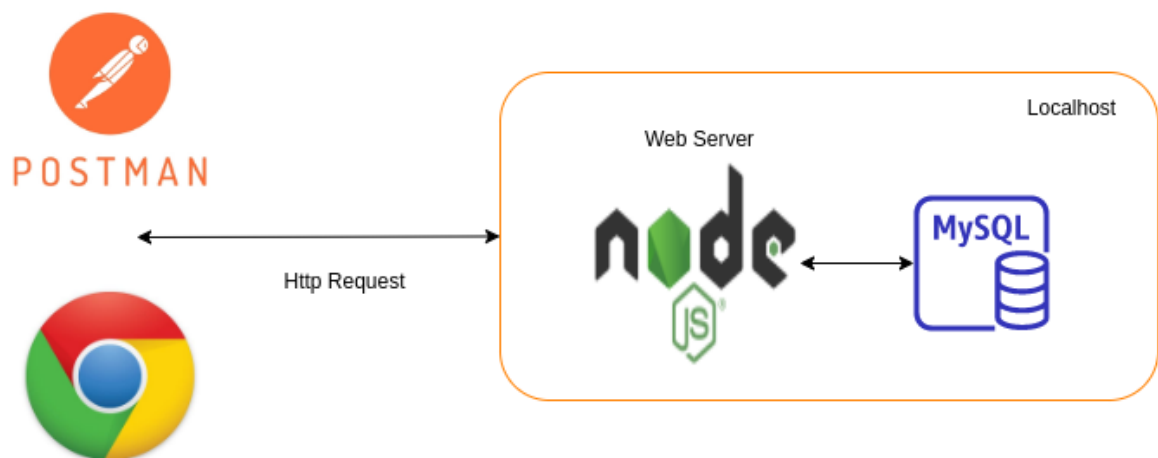 POSTMAN
Localhost
Web Server
node
JS
®
MySQL
Http Request